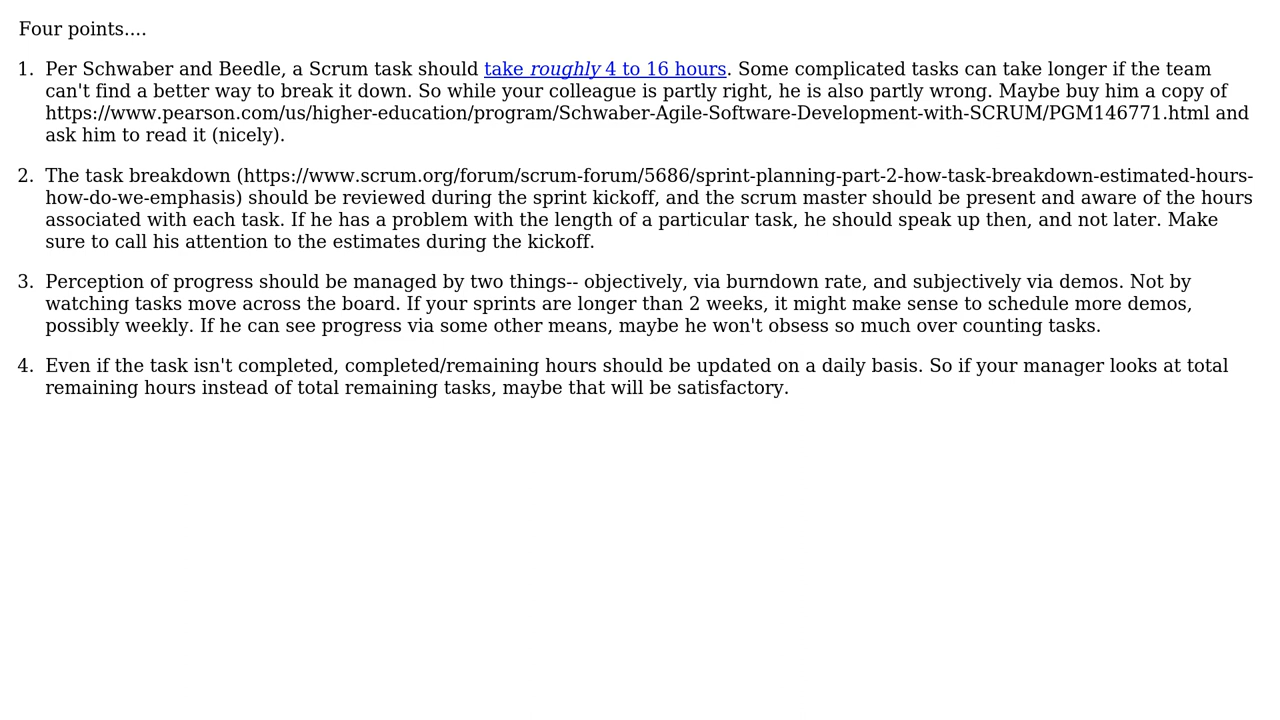 Four points....
1. Per Schwaber and Beedle, a Scrum task should take roughly 4 to 16 hours. Some complicated tasks can take longer if the team
can't find a better way to break it down. So while your colleague is partly right, he is also partly wrong. Maybe buy him a copy of
https://www.pearson.com/us/higher-education/program/Schwaber-Agile-Software-Development-with-SCRUM/PGM146771.html and
ask him to read it (nicely).
2. The task breakdown (https://www.scrum.org/forum/scrum-forum/5686/sprint-planning-part-2-how-task-breakdown-estimated-hours-
how-do-we-emphasis) should be reviewed during the sprint kickoff, and the scrum master should be present and aware of the hours
associated with each task. If he has a problem with the length of a particular task, he should speak up then, and not later. Make
sure to call his attention to the estimates during the kickoff.
3. Perception of progress should be managed by two things-- objectively, via burndown rate, and subjectively via demos. Not by
watching tasks move across the board. If your sprints are longer than 2 weeks, it might make sense to schedule more demos,
possibly weekly. If he can see progress via some other means, maybe he won't obsess so much over counting tasks.
4. Even if the task isn't completed, completed/remaining hours should be updated on a daily basis. So if your manager looks at total
remaining hours instead of total remaining tasks, maybe that will be satisfactory.